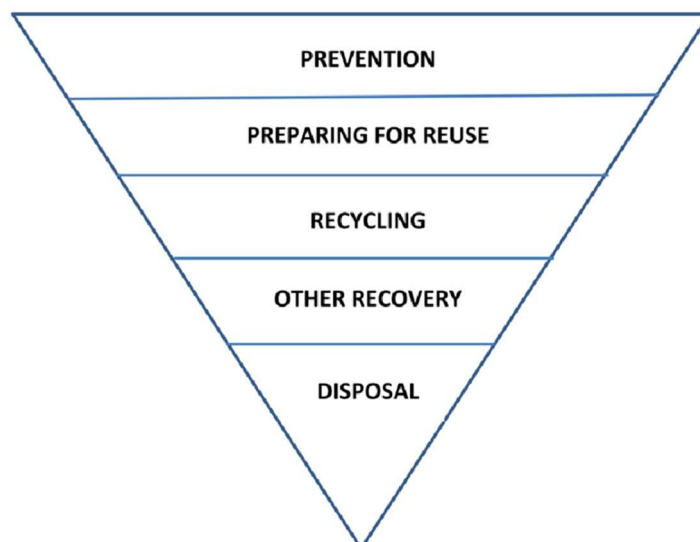 PREVENTION
PREPARING FOR REUSE
RECYCLING
OTHER RECOVERY
DISPOSAL